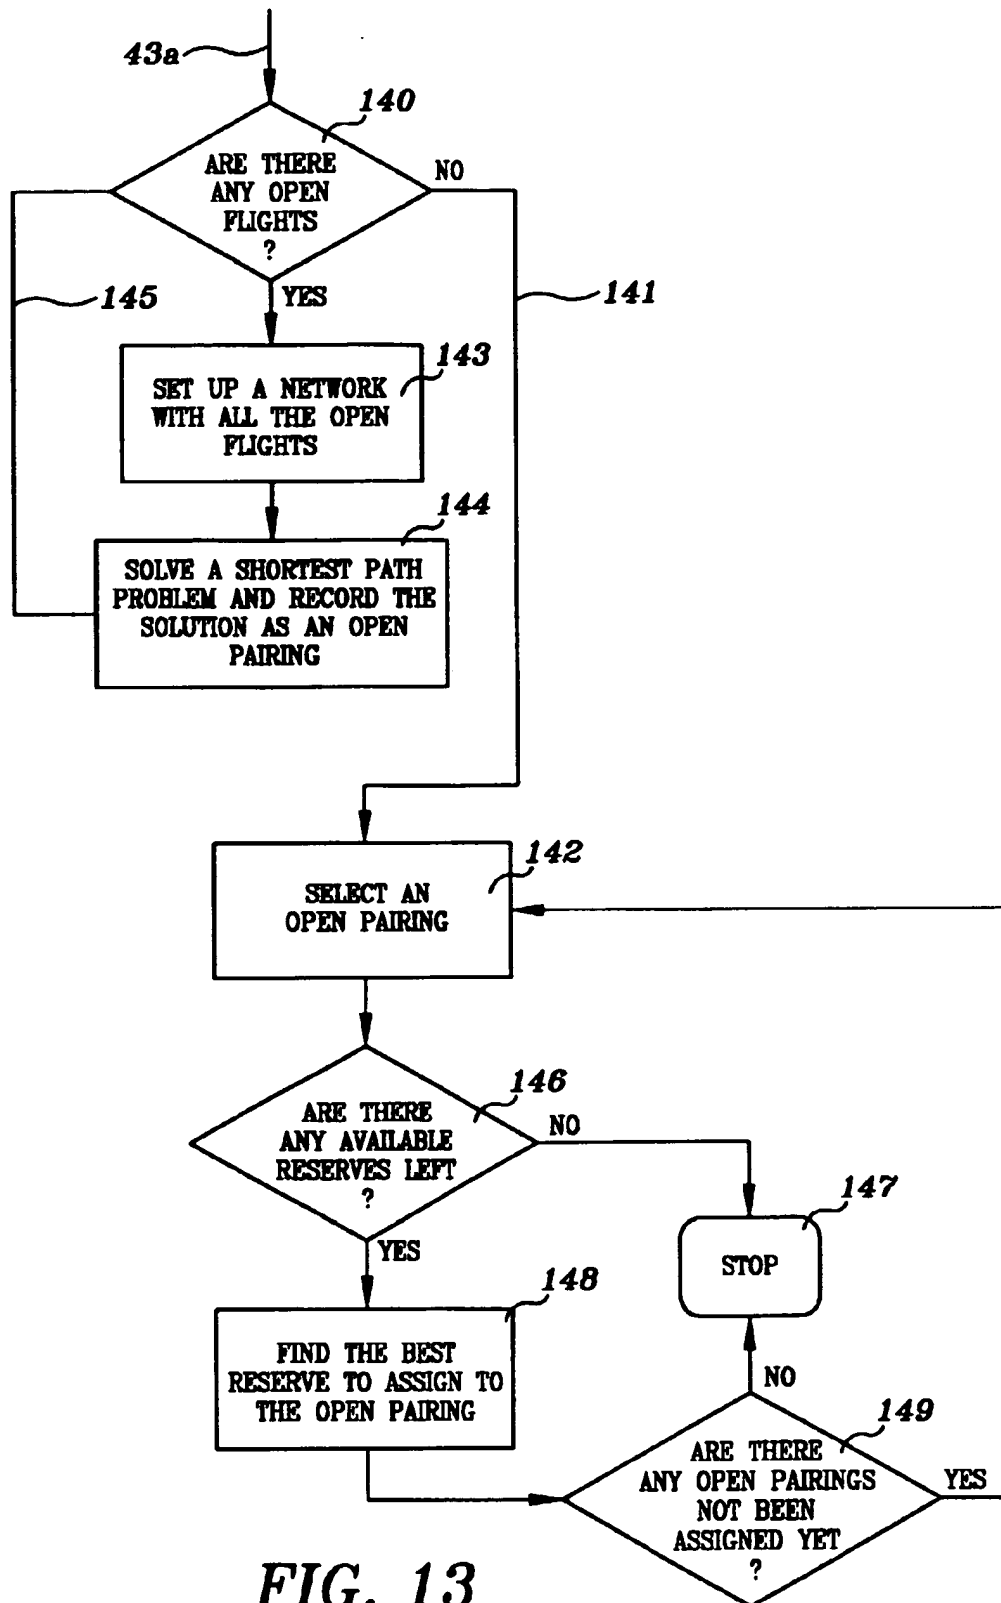 43a
140
ARE THERE
ANY OPEN
FLIGHTS
?
NO
YES
145
141
143
SET UP A NETWORK
WITH ALL THE OPEN
FLIGHTS
144
SOLVE A SHORTEST PATH
PROBLEM AND RECORD THE
SOLUTION AS AN OPEN
PAIRING
142
SELECT AN
OPEN PAIRING
146
ARE THERE
ANY AVAILABLE
RESERVES LEFT
?
NO
YES
147
STOP
148
FIND THE BEST
RESERVE TO ASSIGN TO
THE OPEN PAIRING
NO
149
ARE THERE
ANY OPEN PAIRINGS
NOT BEEN
ASSIGNED YET
?
YES
FIG. 13